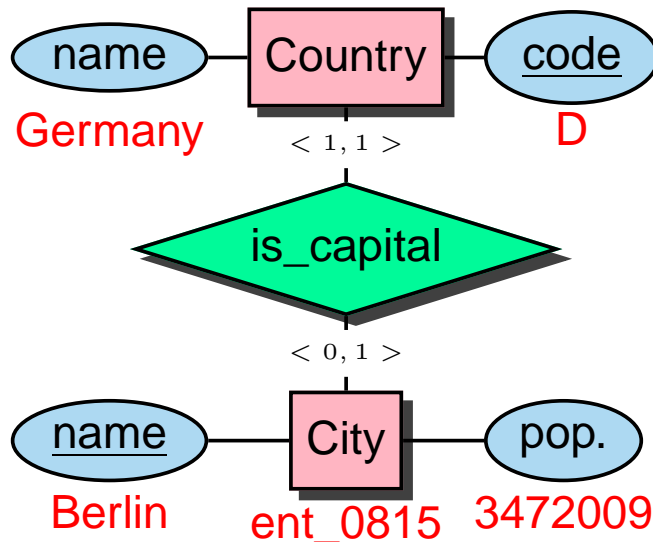 name Country code
Germany D
< 1, 1 >
is_capital
< 0, 1 >
name City pop.
Berlin ent_0815 3472009